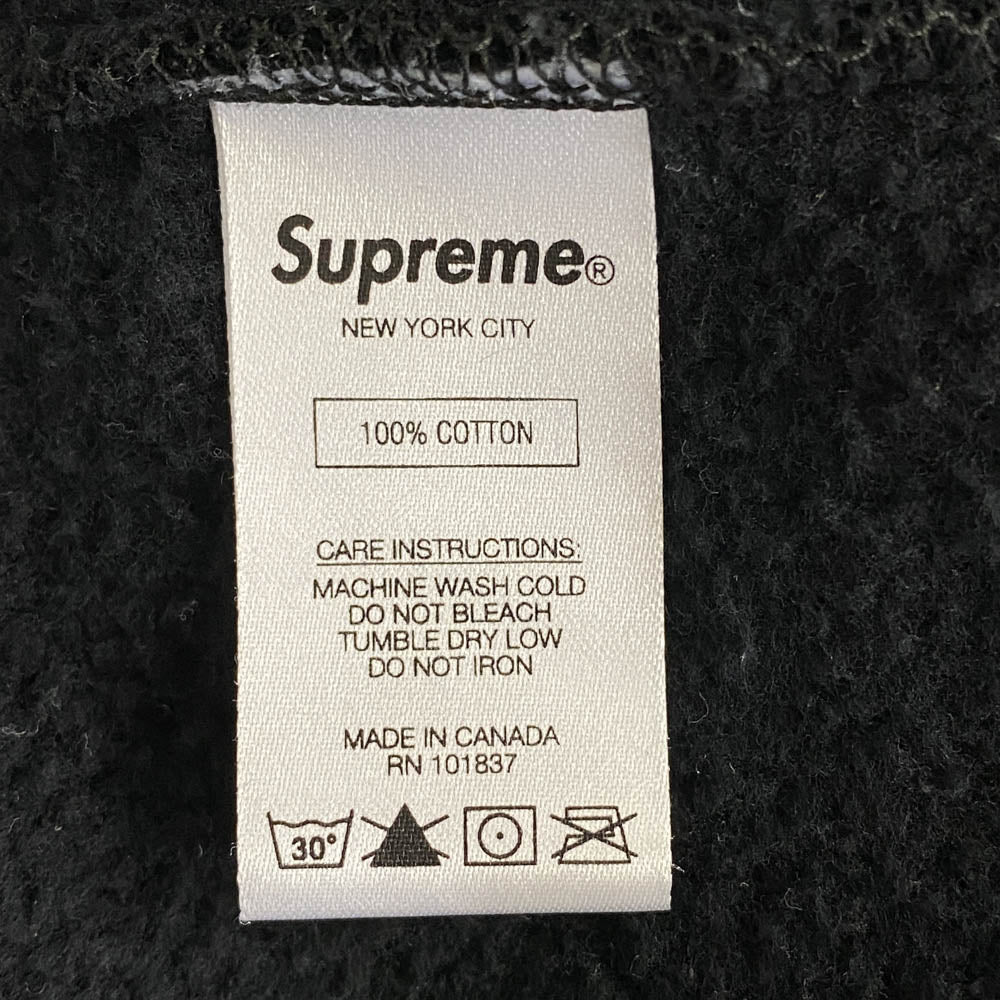 Supreme®
NEW YORK CITY
100% COTTON
CARE INSTRUCTIONS:
MACHINE WASH COLD
DO NOT BLEACH
TUMBLE DRY LOW
DO NOT IRON
MADE IN CANADA
RN 101837
30°